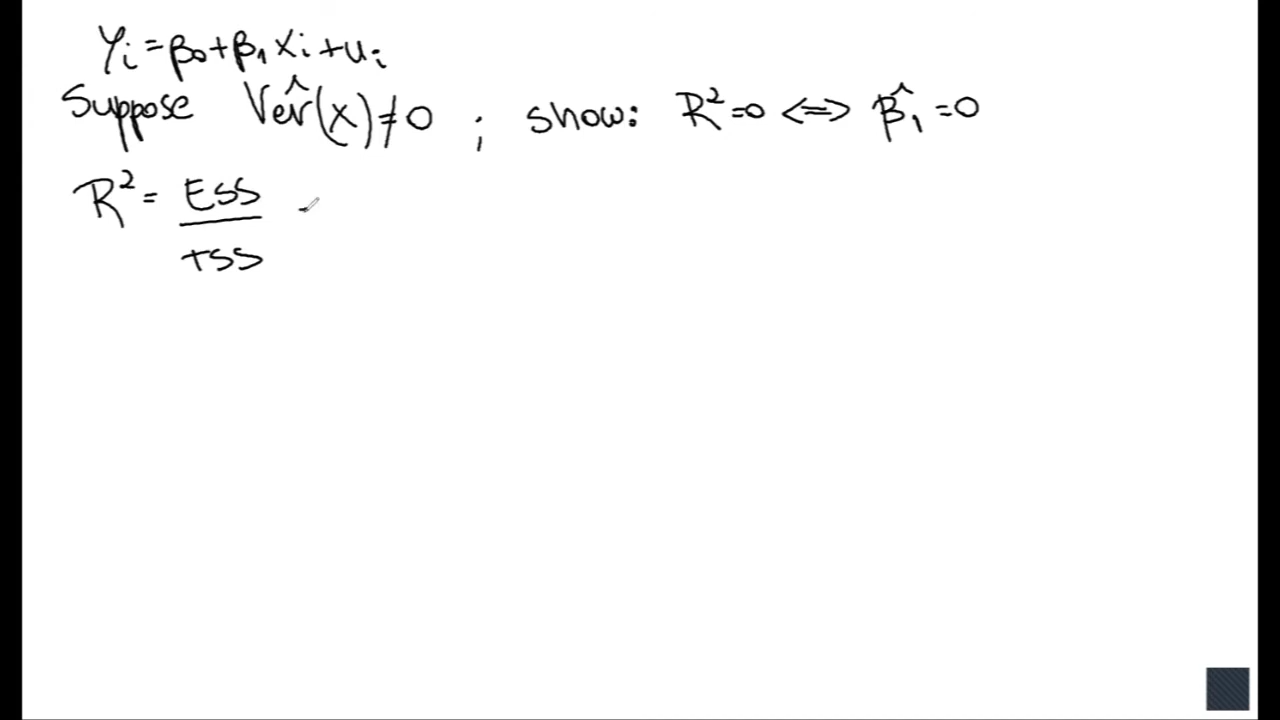 Yi = β0 + β1 Xi + ui
Suppose Vâr(X) ≠ 0 ; show: R² = 0 <=> β̂1 = 0
R² = ESS
TSS